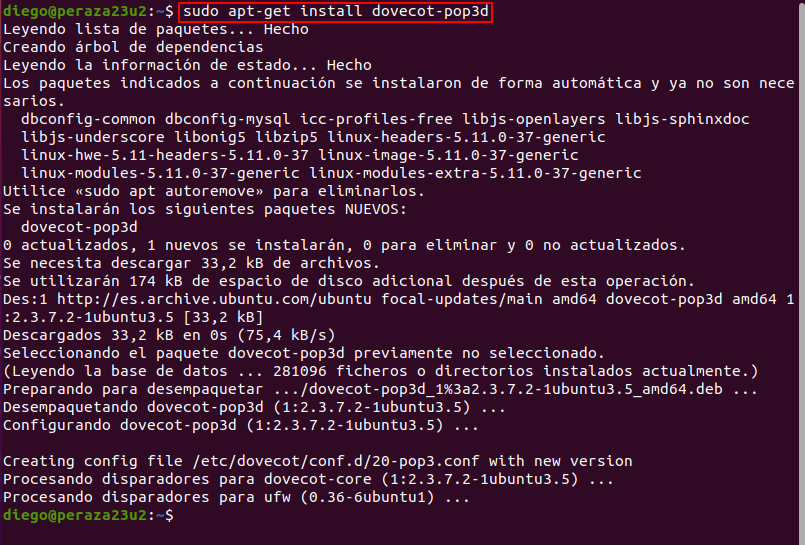 diego@peraza23u2:~$ sudo apt-get install dovecot-pop3d
Leyendo lista de paquetes... Hecho
Creando árbol de dependencias
Leyendo la información de estado... Hecho
Los paquetes indicados a continuación se instalaron de forma automática y ya no son nece
sarios.
  dbconfig-common dbconfig-mysql icc-profiles-free libjs-openlayers libjs-sphinxdoc
  libjs-underscore libonig5 libzip5 linux-headers-5.11.0-37-generic
  linux-hwe-5.11-headers-5.11.0-37 linux-image-5.11.0-37-generic
  linux-modules-5.11.0-37-generic linux-modules-extra-5.11.0-37-generic
Utilice «sudo apt autoremove» para eliminarlos.
Se instalarán los siguientes paquetes NUEVOS:
  dovecot-pop3d
0 actualizados, 1 nuevos se instalarán, 0 para eliminar y 0 no actualizados.
Se necesita descargar 33,2 kB de archivos.
Se utilizarán 174 kB de espacio de disco adicional después de esta operación.
Des:1 http://es.archive.ubuntu.com/ubuntu focal-updates/main amd64 dovecot-pop3d amd64 1
:2.3.7.2-1ubuntu3.5 [33,2 kB]
Descargados 33,2 kB en 0s (75,4 kB/s)
Seleccionando el paquete dovecot-pop3d previamente no seleccionado.
(Leyendo la base de datos ... 281096 ficheros o directorios instalados actualmente.)
Preparando para desempaquetar .../dovecot-pop3d_1%3a2.3.7.2-1ubuntu3.5_amd64.deb ...
Desempaquetando dovecot-pop3d (1:2.3.7.2-1ubuntu3.5) ...
Configurando dovecot-pop3d (1:2.3.7.2-1ubuntu3.5) ...

Creating config file /etc/dovecot/conf.d/20-pop3.conf with new version
Procesando disparadores para dovecot-core (1:2.3.7.2-1ubuntu3.5) ...
Procesando disparadores para ufw (0.36-6ubuntu1) ...
diego@peraza23u2:~$